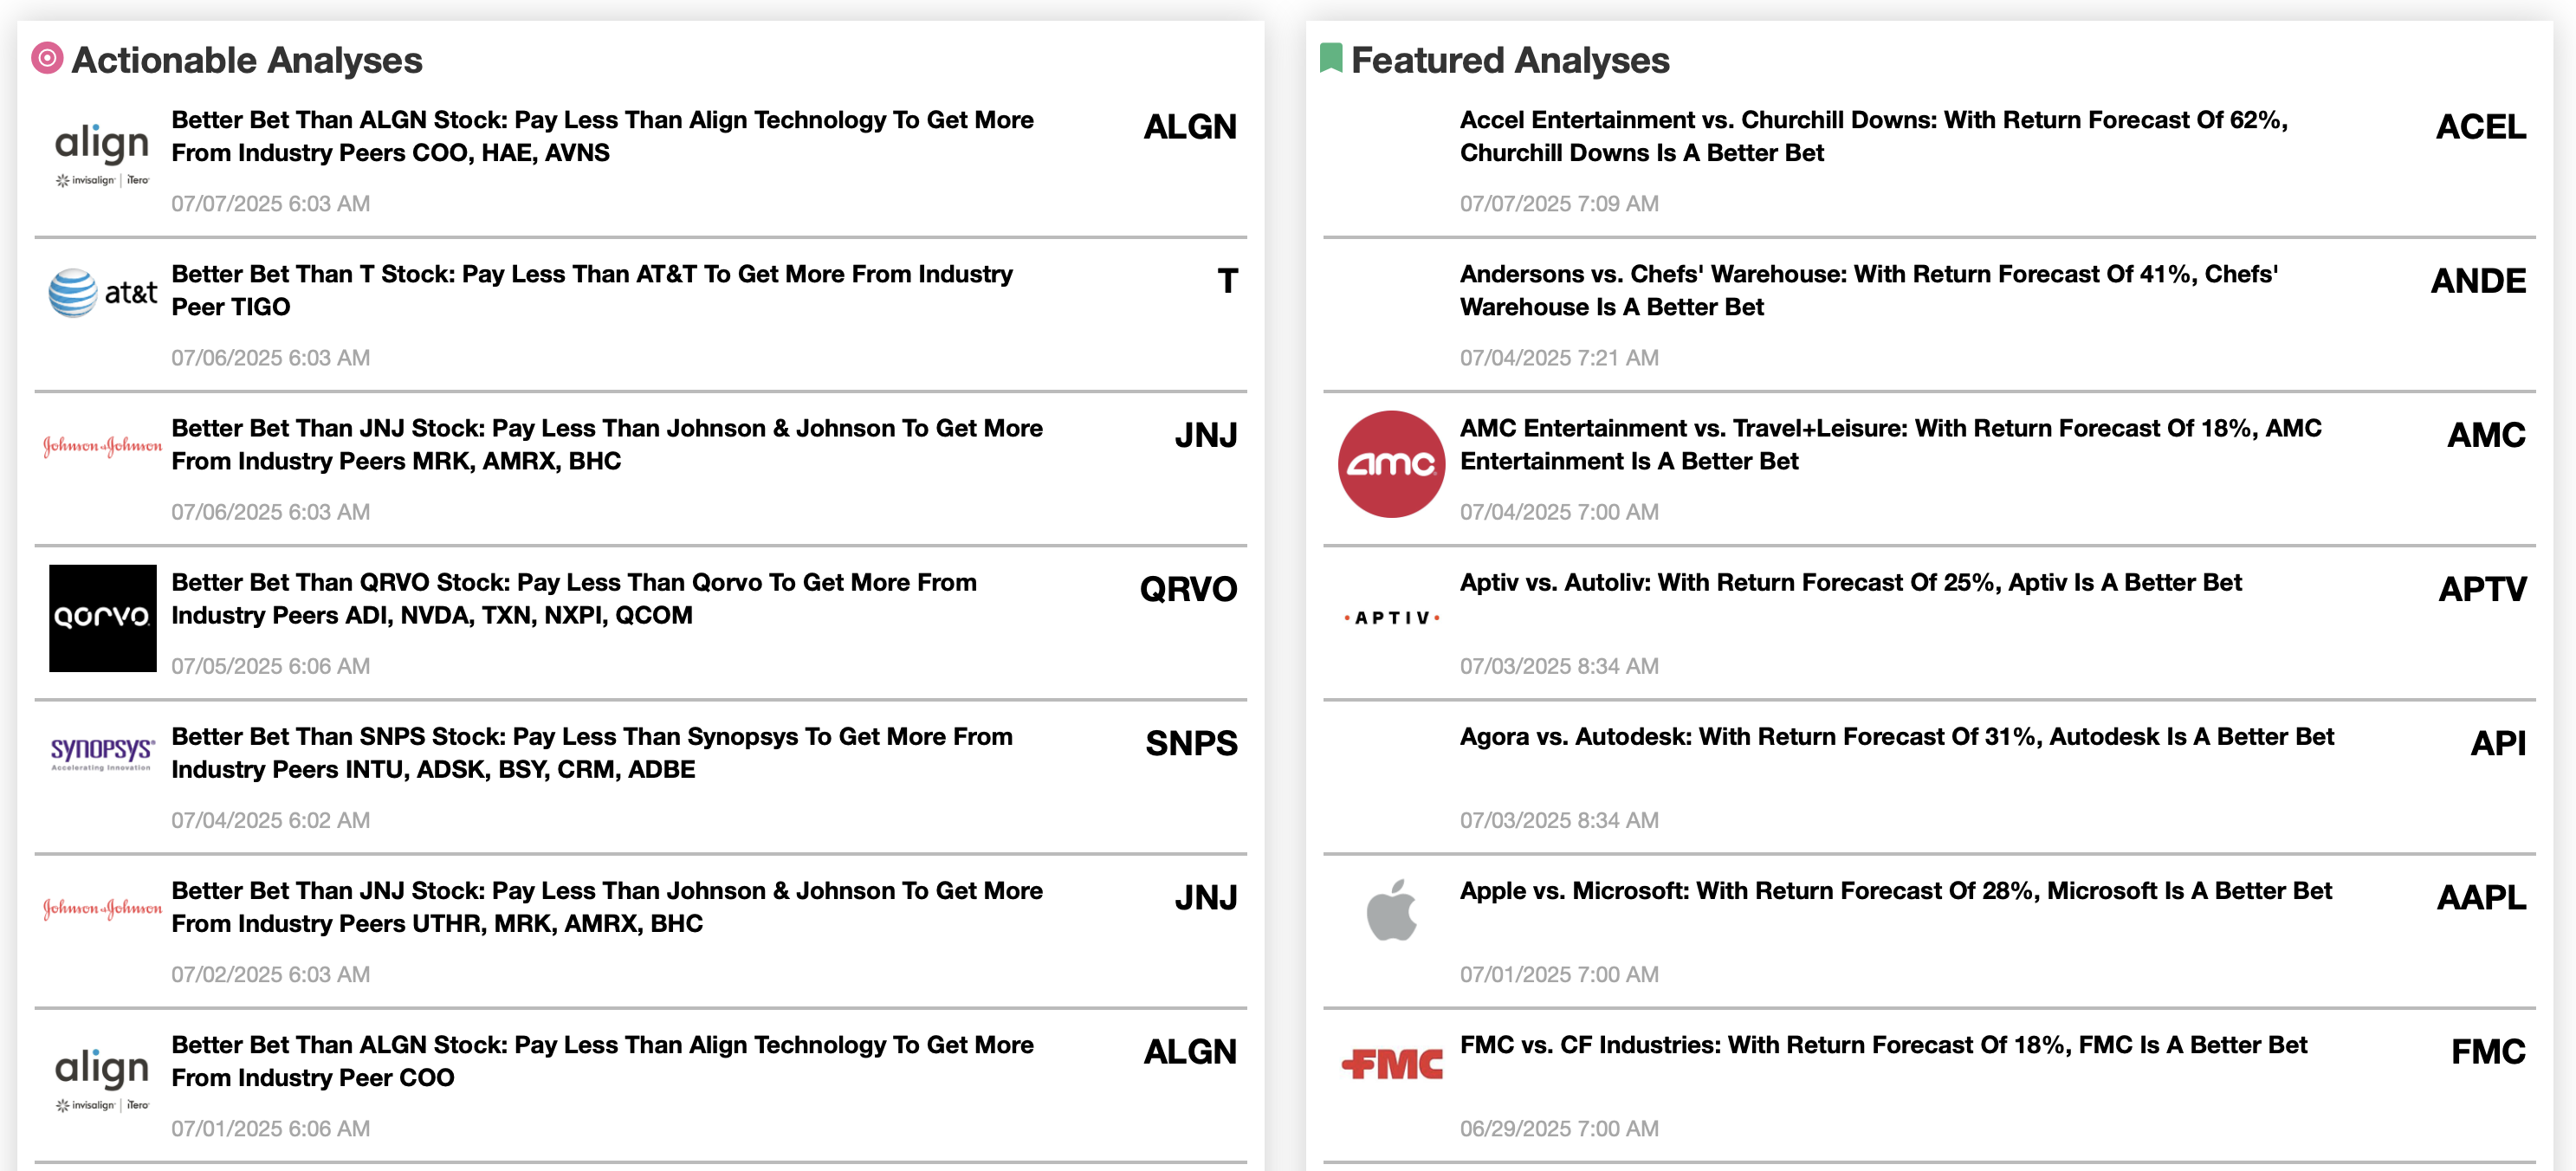 Actionable Analyses
align
invisalign | iTero
Better Bet Than ALGN Stock: Pay Less Than Align Technology To Get More
From Industry Peers COO, HAE, AVNS
ALGN
07/07/2025 6:03 AM
at&t
Better Bet Than T Stock: Pay Less Than AT&T To Get More From Industry
Peer TIGO
T
07/06/2025 6:03 AM
Johnson & Johnson
Better Bet Than JNJ Stock: Pay Less Than Johnson & Johnson To Get More
From Industry Peers MRK, AMRX, BHC
JNJ
07/06/2025 6:03 AM
QORVO
Better Bet Than QRVO Stock: Pay Less Than Qorvo To Get More From
Industry Peers ADI, NVDA, TXN, NXPI, QCOM
QRVO
07/05/2025 6:06 AM
SYNOPSYS®
Accelerating Innovation
Better Bet Than SNPS Stock: Pay Less Than Synopsys To Get More From
Industry Peers INTU, ADSK, BSY, CRM, ADBE
SNPS
07/04/2025 6:02 AM
Johnson & Johnson
Better Bet Than JNJ Stock: Pay Less Than Johnson & Johnson To Get More
From Industry Peers UTHR, MRK, AMRX, BHC
JNJ
07/02/2025 6:03 AM
align
invisalign | iTero
Better Bet Than ALGN Stock: Pay Less Than Align Technology To Get More
From Industry Peer COO
ALGN
07/01/2025 6:06 AM
Featured Analyses
Accel Entertainment vs. Churchill Downs: With Return Forecast Of 62%,
Churchill Downs Is A Better Bet
ACEL
07/07/2025 7:09 AM
Andersons vs. Chefs' Warehouse: With Return Forecast Of 41%, Chefs'
Warehouse Is A Better Bet
ANDE
07/04/2025 7:21 AM
amc
AMC Entertainment vs. Travel+Leisure: With Return Forecast Of 18%, AMC
Entertainment Is A Better Bet
AMC
07/04/2025 7:00 AM
• A P T I V •
Aptiv vs. Autoliv: With Return Forecast Of 25%, Aptiv Is A Better Bet
APTV
07/03/2025 8:34 AM
Agora vs. Autodesk: With Return Forecast Of 31%, Autodesk Is A Better Bet
API
07/03/2025 8:34 AM
Apple vs. Microsoft: With Return Forecast Of 28%, Microsoft Is A Better Bet
AAPL
07/01/2025 7:00 AM
FMC
FMC vs. CF Industries: With Return Forecast Of 18%, FMC Is A Better Bet
FMC
06/29/2025 7:00 AM